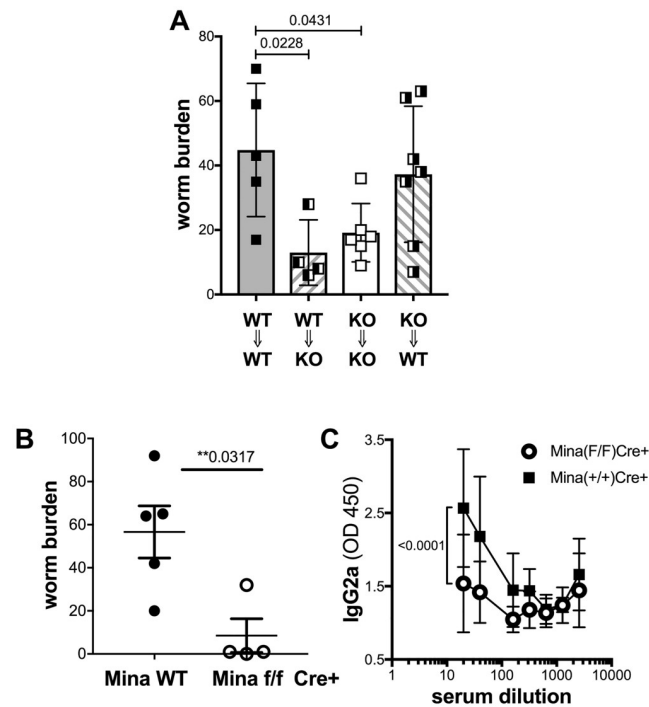 A
0.0431
0.0228
80
60
40
20
0
worm burden
WT WT KO KO
⇓ ⇓ ⇓ ⇓
WT KO KO WT
B
100
80
60
40
20
0
worm burden
**0.0317
Mina WT Mina f/f Cre+
C
3.5
2.5
1.5
0.5
IgG2a (OD 450)
Mina(F/F)Cre+
Mina(+/+)Cre+
<0.0001
1 10 100 1000 10000
serum dilution